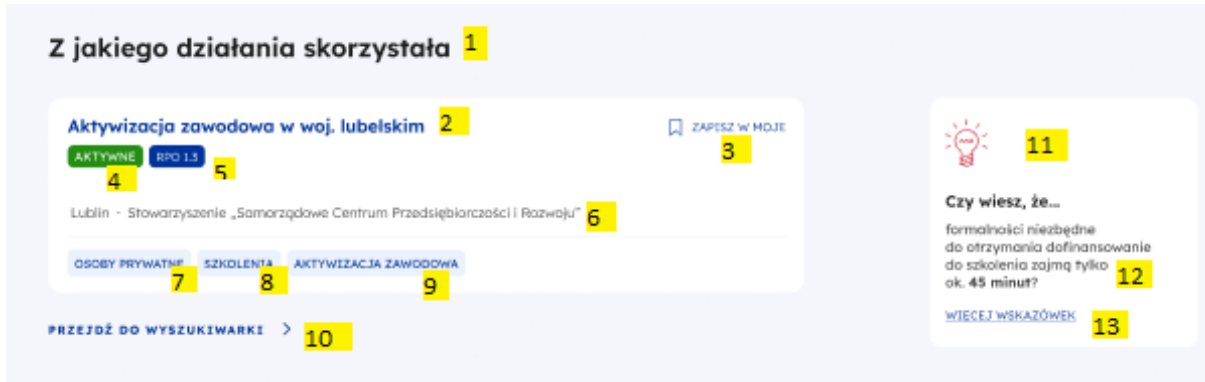 Z jakiego działania skorzystała 1
Aktywizacja zawodowa w woj. lubelskim 2
ZAPISZ W MOJE
3
AKTYWNE RPO 1.3
4 5
Lublin - Stowarzyszenie „Samorządowe Centrum Przedsiębiorczości i Rozwoju" 6
OSOBY PRYWATNE SZKOLENIA AKTYWIZACJA ZAWODOWA
7 8 9
PRZEJDŹ DO WYSZUKIWARKI > 10
11
Czy wiesz, że...
formalności niezbędne
do otrzymania dofinansowanie
do szkolenia zajmą tylko
ok. 45 minut?
12
WIĘCEJ WSKAZÓWEK 13